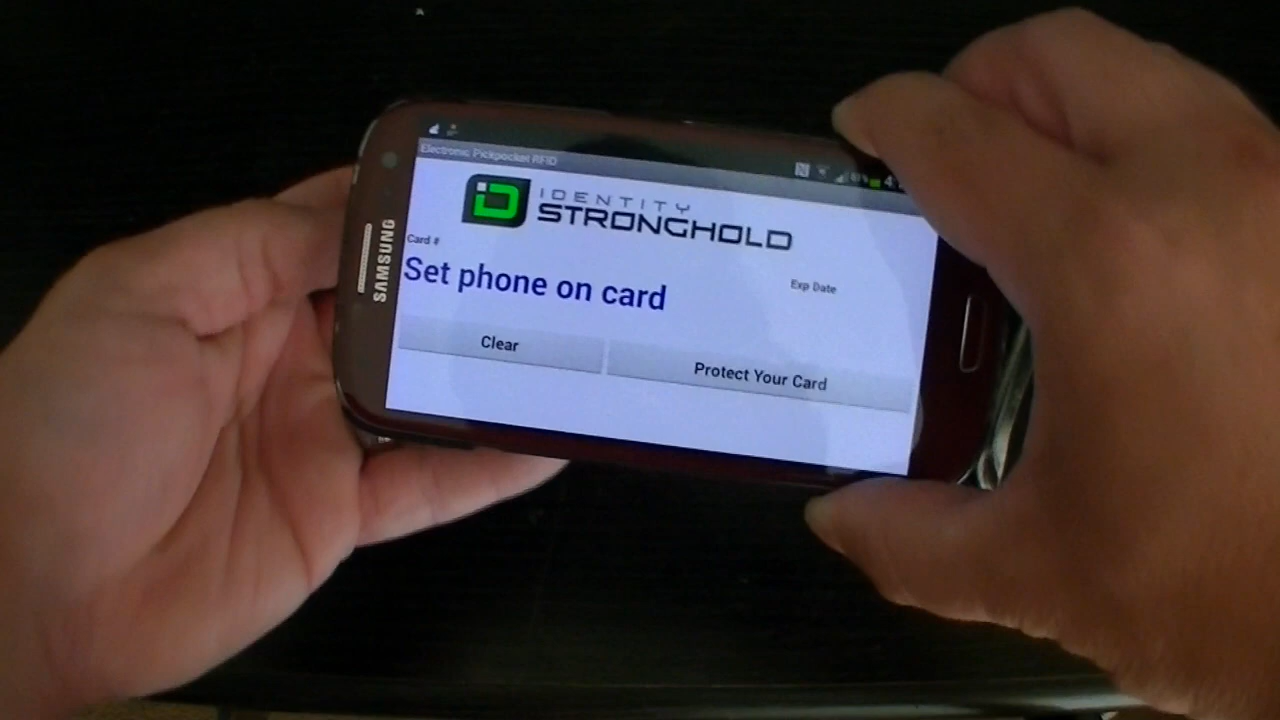 Electronic Pickpocket RFID
IDENTITY
STRONGHOLD
Card #
Set phone on card
Exp Date
Clear
Protect Your Card
SAMSUNG